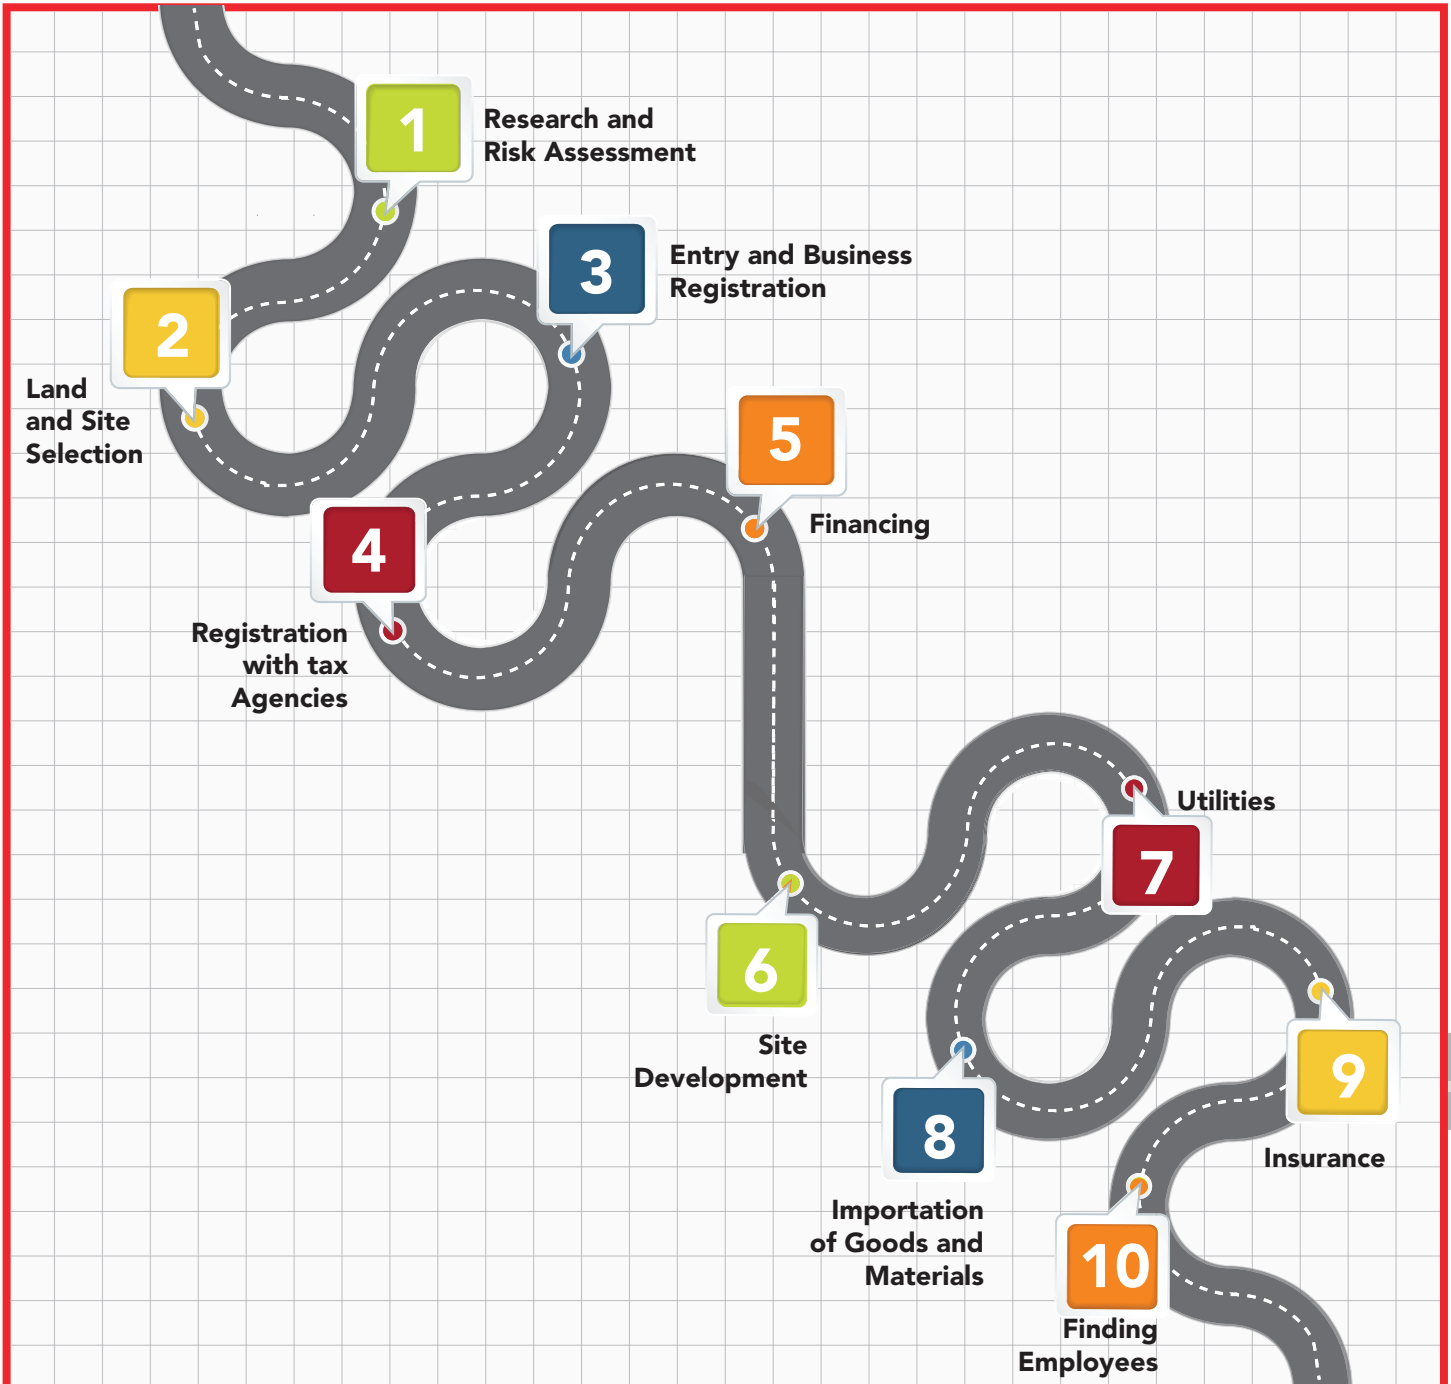 1
Research and
Risk Assessment
2
Land
and Site
Selection
3
Entry and Business
Registration
4
Registration
with tax
Agencies
5
Financing
6
Site
Development
7
Utilities
8
Importation
of Goods and
Materials
9
Insurance
10
Finding
Employees